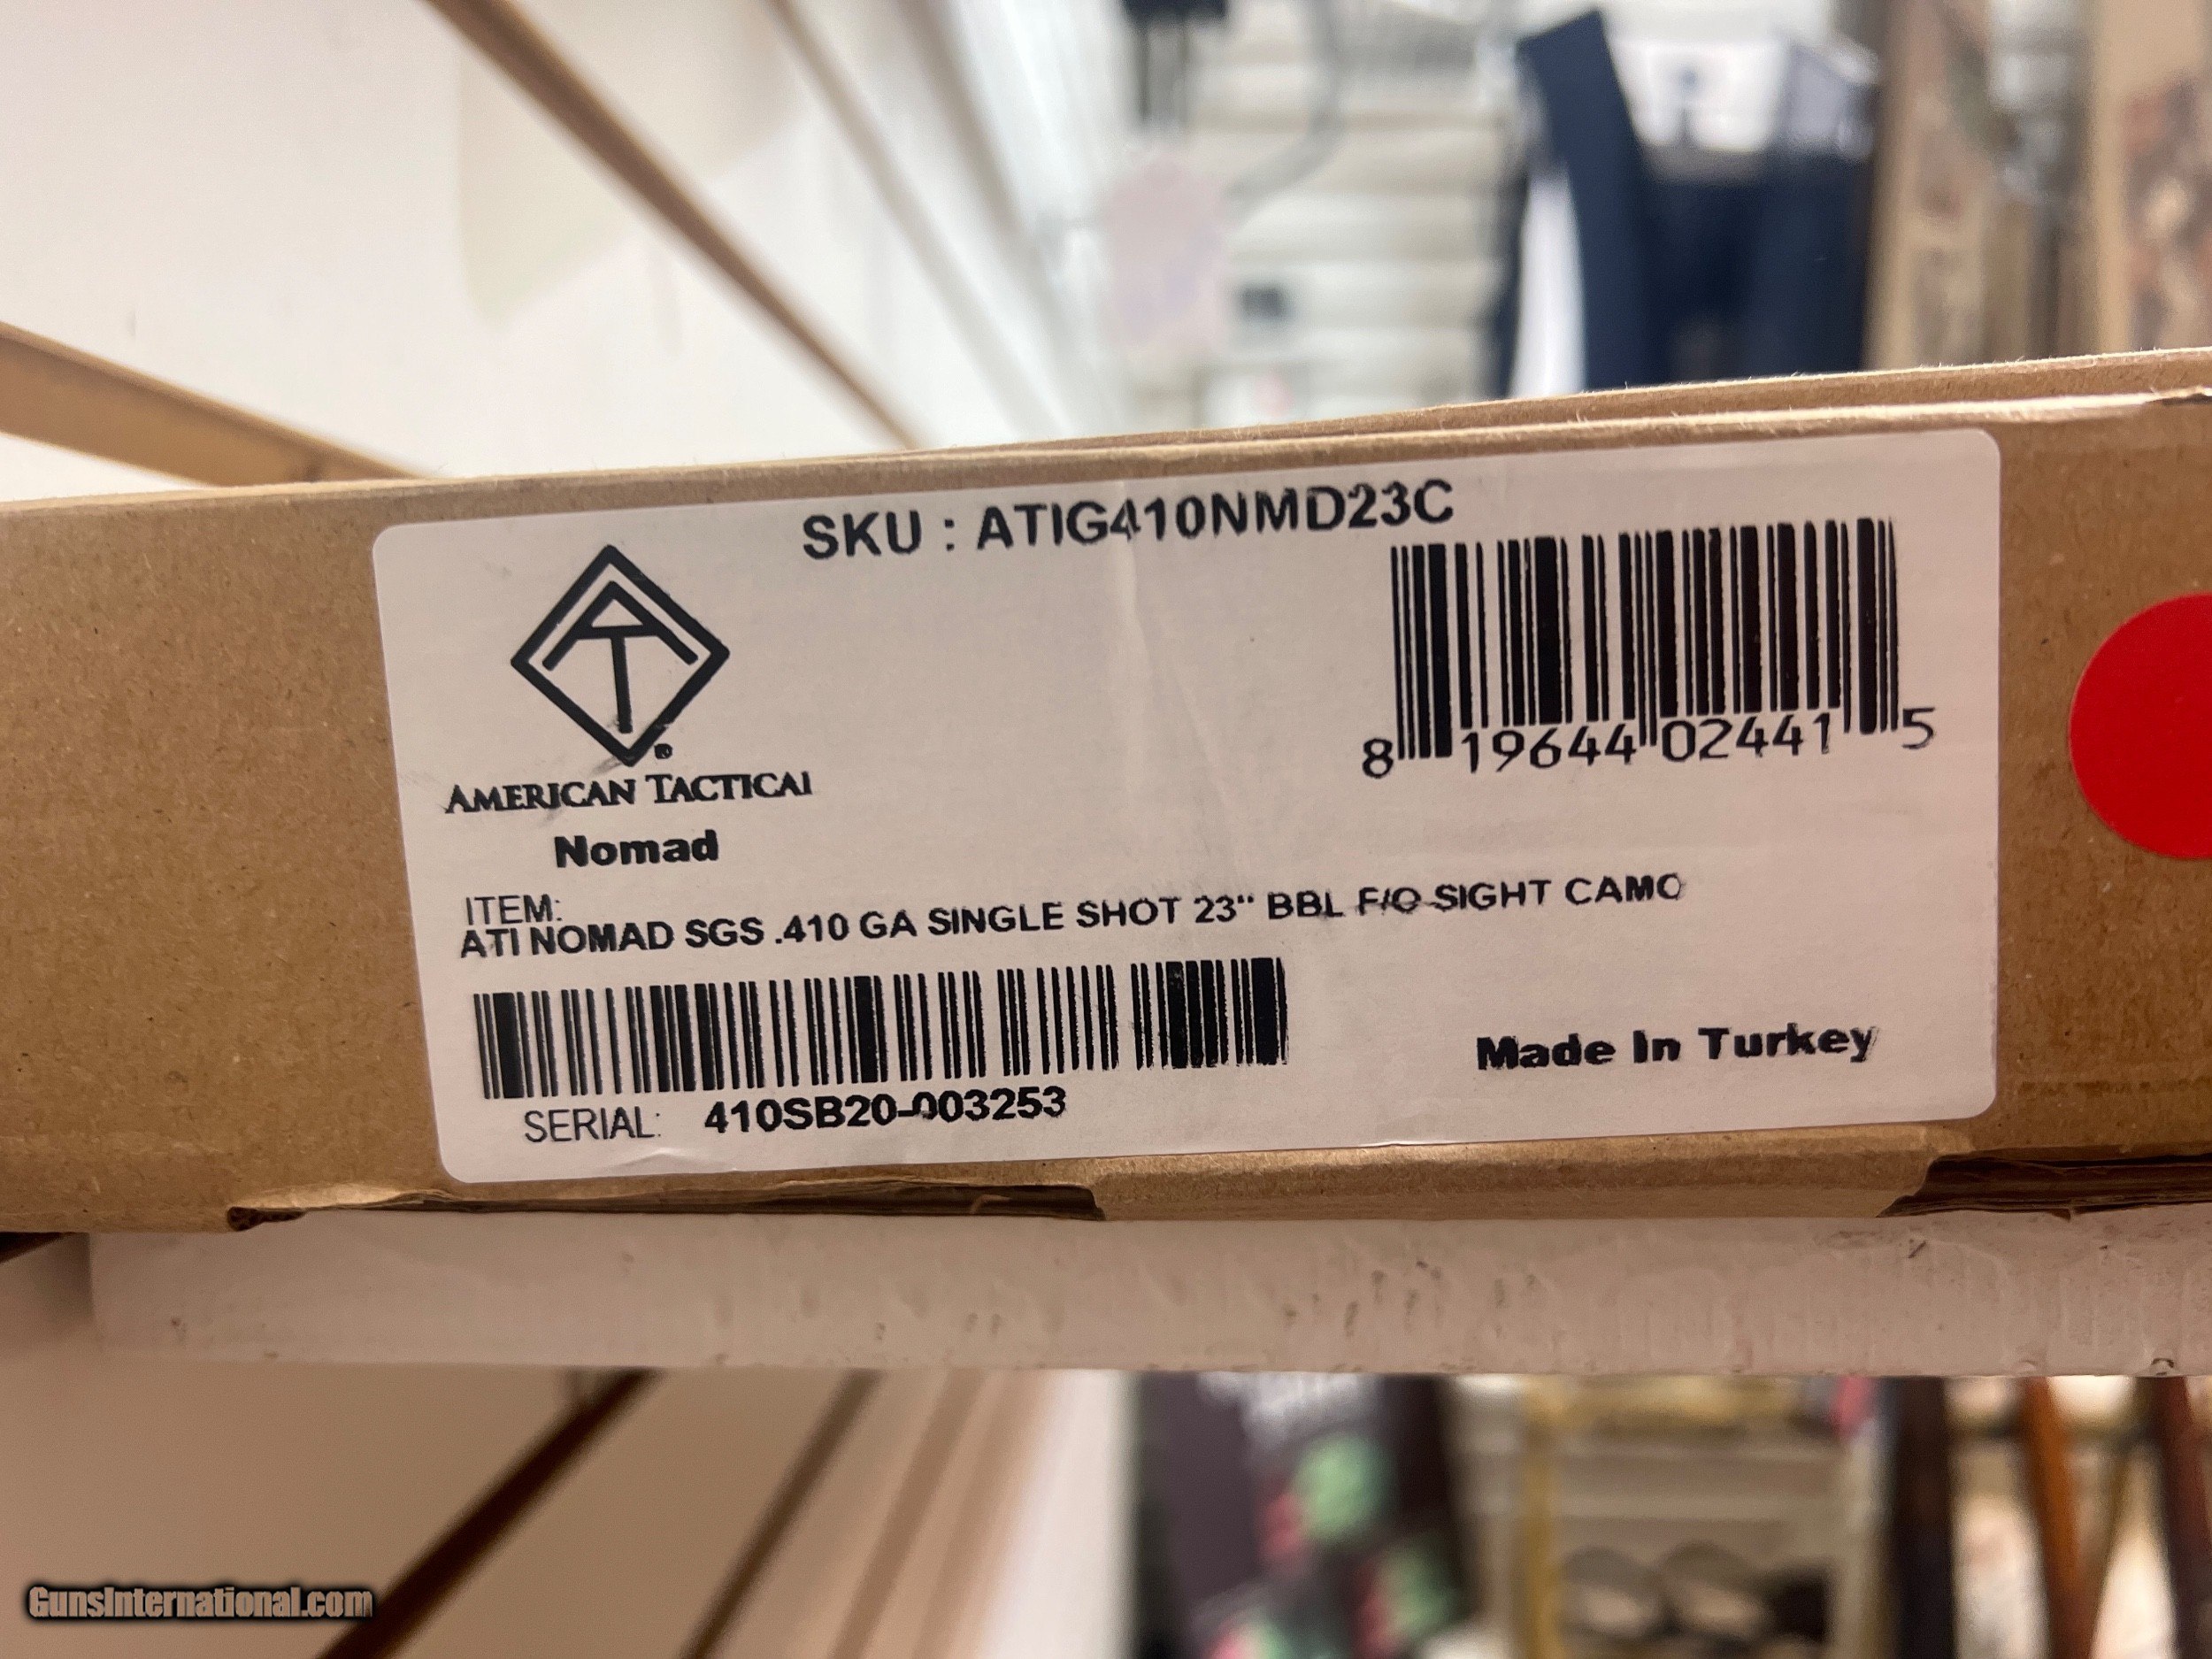 SKU : ATIG410NMD23C
AT
®
AMERICAN TACTICAL
Nomad
8 19644 02441 5
ITEM:
ATI NOMAD SGS .410 GA SINGLE SHOT 23" BBL F/O SIGHT CAMO
SERIAL: 410SB20-003253
Made In Turkey
GunsInternational.com